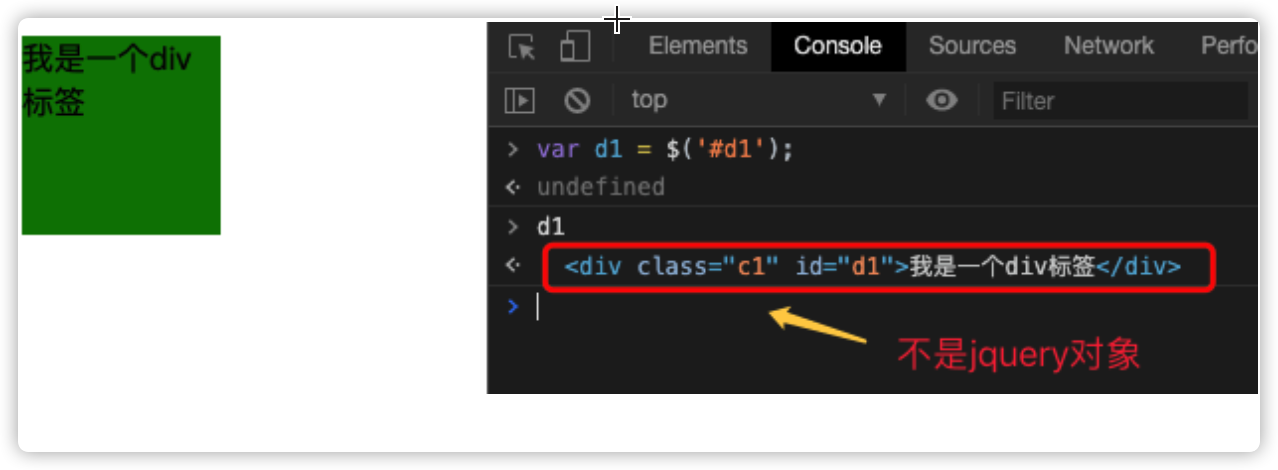 我是一个div
标签
Elements Console Sources Network Perfo
top Filter
var d1 = $('#d1');
undefined
d1
<div class="c1" id="d1">我是一个div标签</div>
不是jquery对象